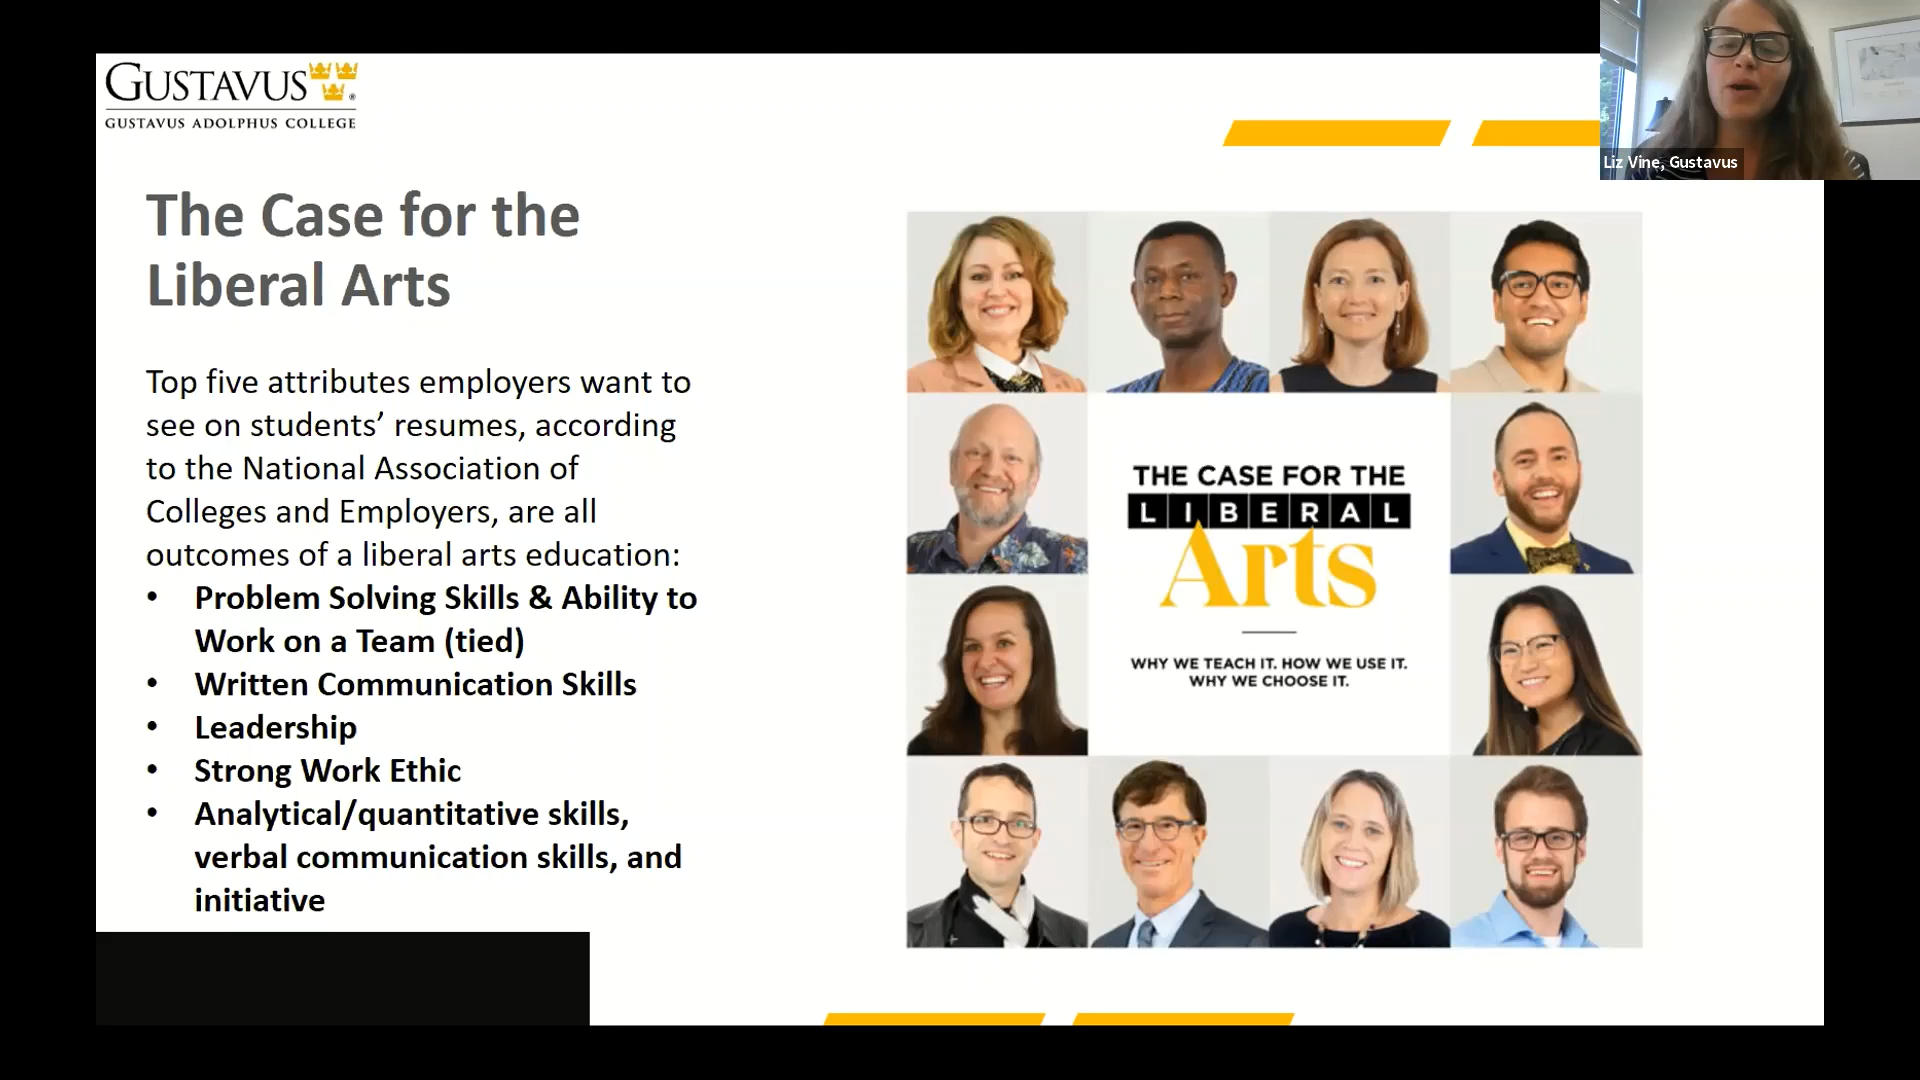 GUSTAVUS
GUSTAVUS ADOLPHUS COLLEGE
Liz Vine, Gustavus
The Case for the
Liberal Arts
Top five attributes employers want to
see on students’ resumes, according
to the National Association of
Colleges and Employers, are all
outcomes of a liberal arts education:
• Problem Solving Skills & Ability to
Work on a Team (tied)
• Written Communication Skills
• Leadership
• Strong Work Ethic
• Analytical/quantitative skills,
verbal communication skills, and
initiative
THE CASE FOR THE
LIBERAL
Arts
WHY WE TEACH IT. HOW WE USE IT.
WHY WE CHOOSE IT.